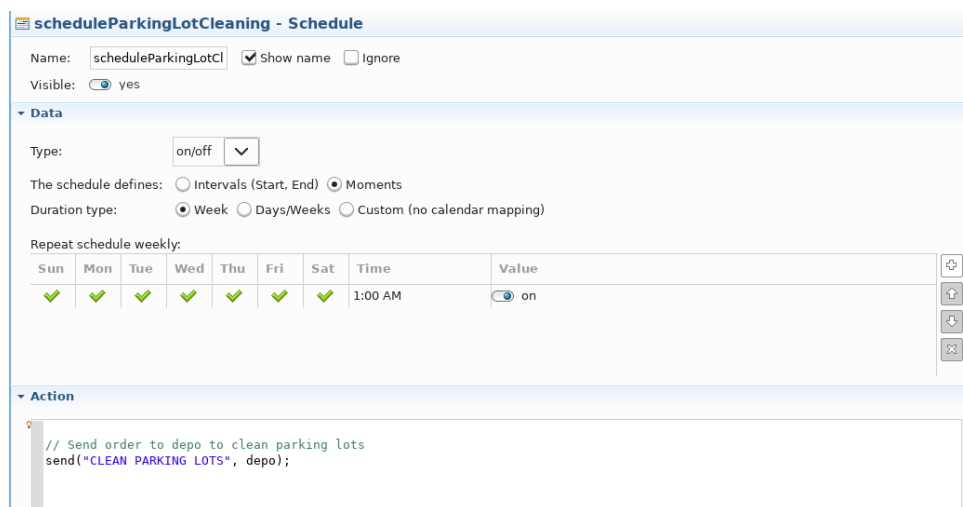 scheduleParkingLotCleaning - Schedule
Name: scheduleParkingLotCl Show name Ignore
Visible: yes
Data
Type: on/off
The schedule defines: Intervals (Start, End) Moments
Duration type: Week Days/Weeks Custom (no calendar mapping)
Repeat schedule weekly:
Sun Mon Tue Wed Thu Fri Sat Time Value
1:00 AM on
Action
// Send order to depo to clean parking lots
send("CLEAN PARKING LOTS", depo);